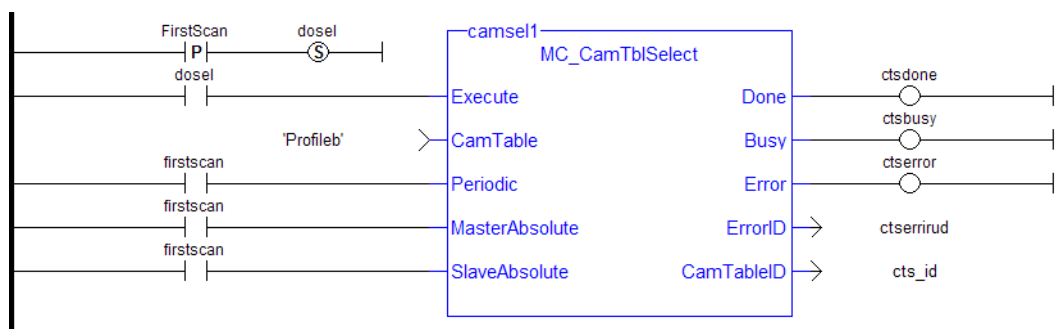 FirstScan dosel
P S
camsel1
MC_CamTblSelect
dosel
Execute Done ctsdone
'Profileb' CamTable Busy ctsbusy
firstscan
Periodic Error ctserror
firstscan
MasterAbsolute ErrorID ctserrirud
firstscan
SlaveAbsolute CamTableID cts_id